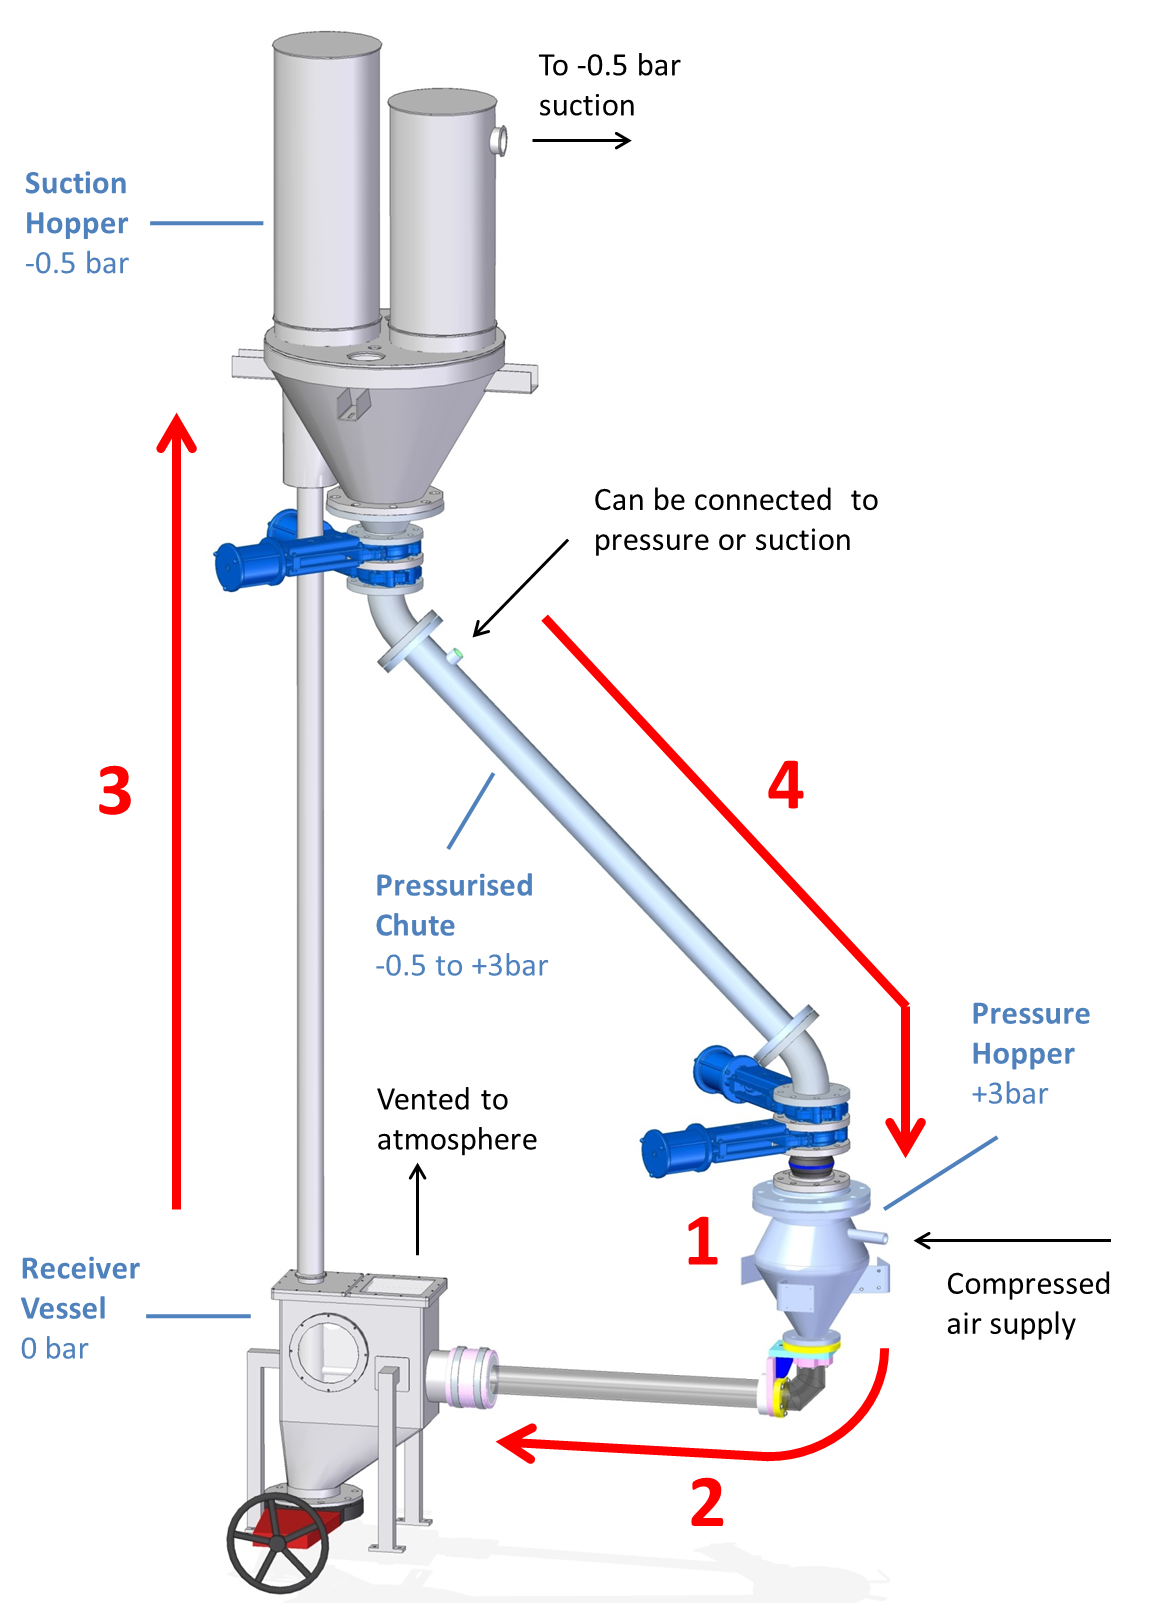 To -0.5 bar
suction
Suction
Hopper
-0.5 bar
Can be connected to
pressure or suction
3
4
Pressurised
Chute
-0.5 to +3bar
Pressure
Hopper
+3bar
Vented to
atmosphere
1
Receiver
Vessel
0 bar
Compressed
air supply
2